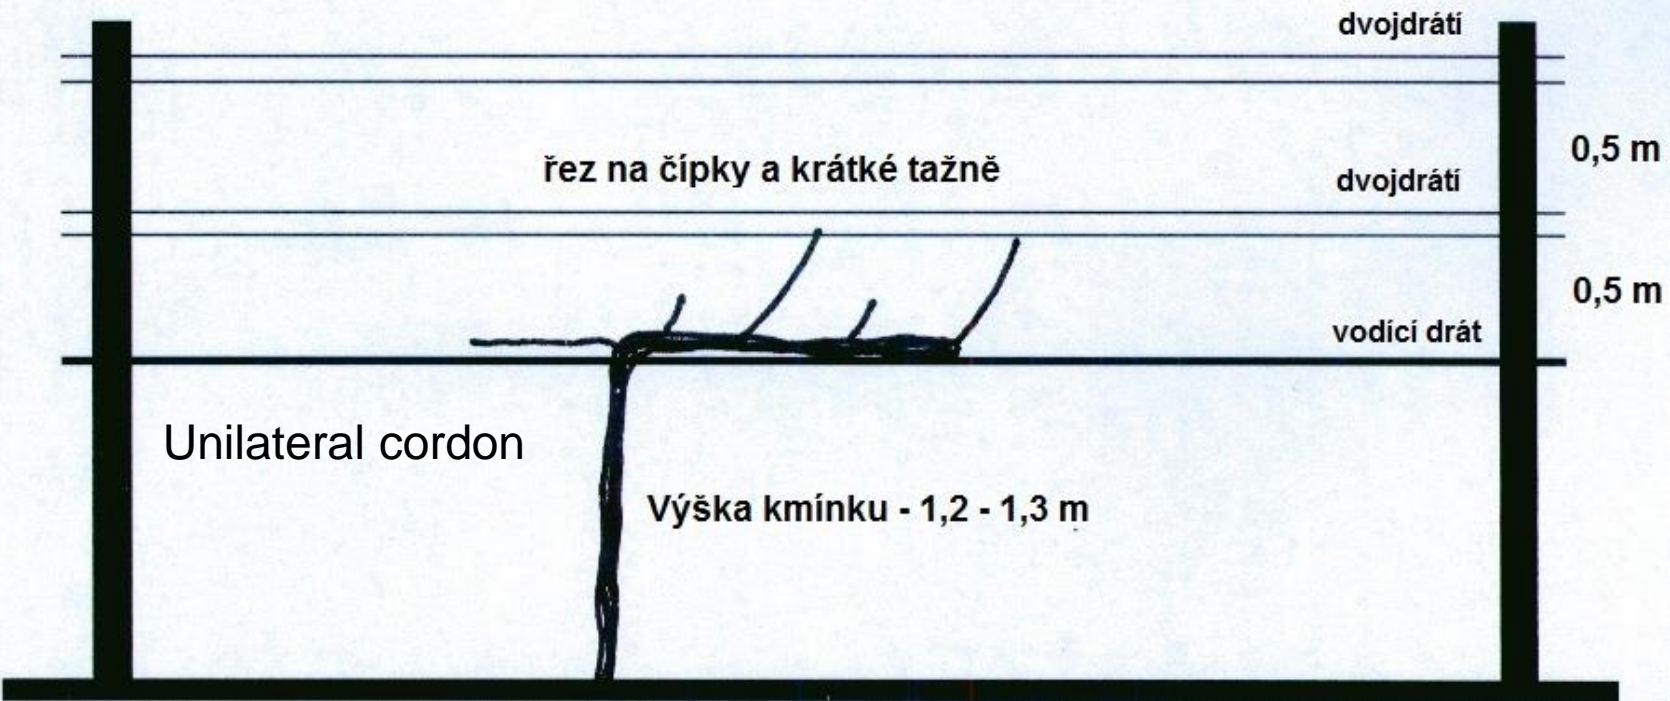 dvojdrátí
0,5 m
řez na čípky a krátké tažně
dvojdrátí
0,5 m
vodící drát
Unilateral cordon
Výška kmínku - 1,2 - 1,3 m